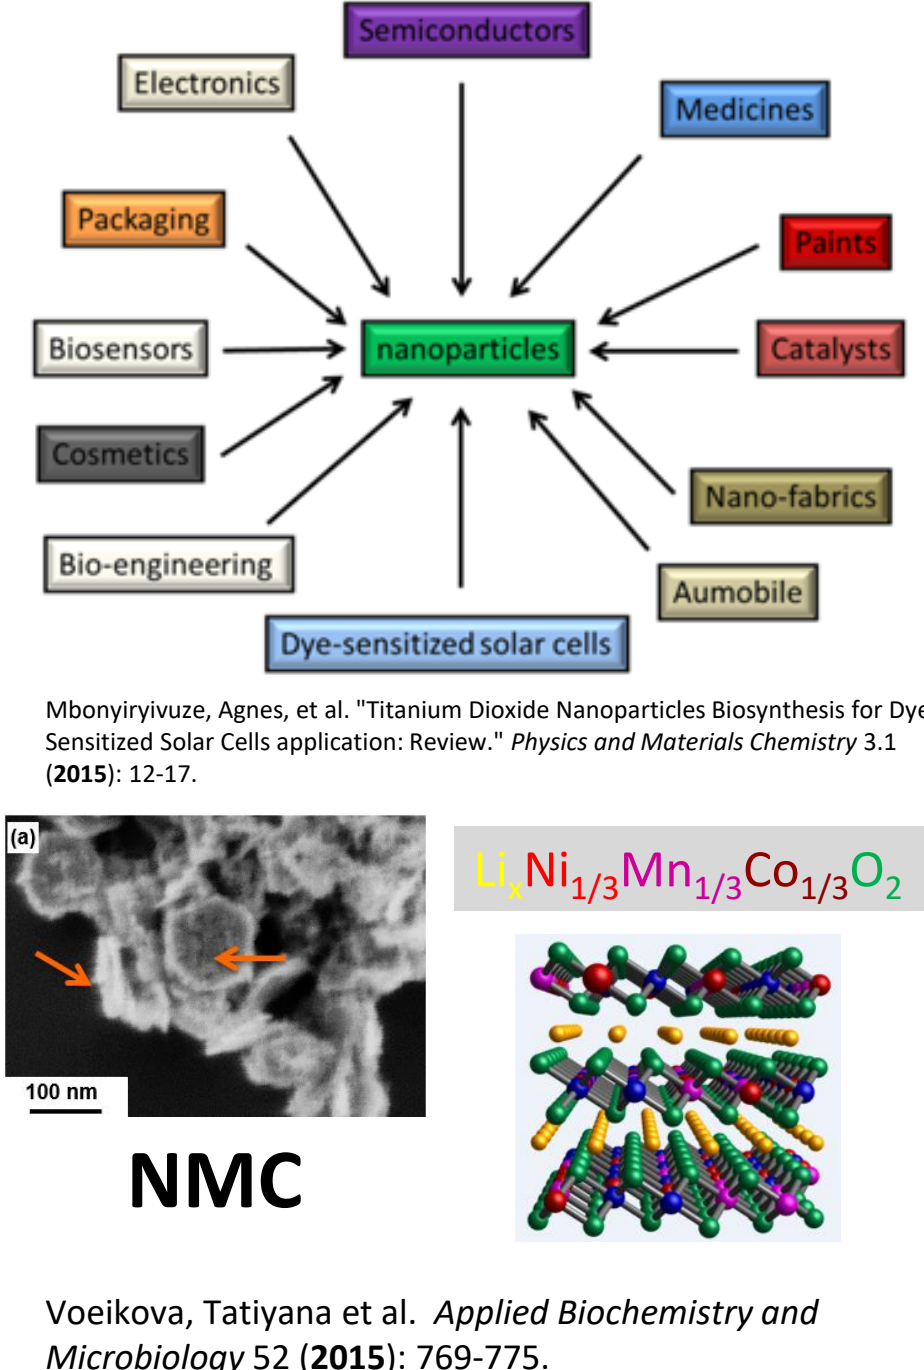 Semiconductors
Electronics
Medicines
Packaging
Paints
Biosensors
nanoparticles
Catalysts
Cosmetics
Nano-fabrics
Bio-engineering
Aumobile
Dye-sensitized solar cells
Mbonyiryivuze, Agnes, et al. "Titanium Dioxide Nanoparticles Biosynthesis for Dye
Sensitized Solar Cells application: Review." Physics and Materials Chemistry 3.1
(2015): 12-17.
(a)
LiₓNi₁/₃Mn₁/₃Co₁/₃O₂
100 nm
NMC
Voeikova, Tatiyana et al. Applied Biochemistry and
Microbiology 52 (2015): 769-775.